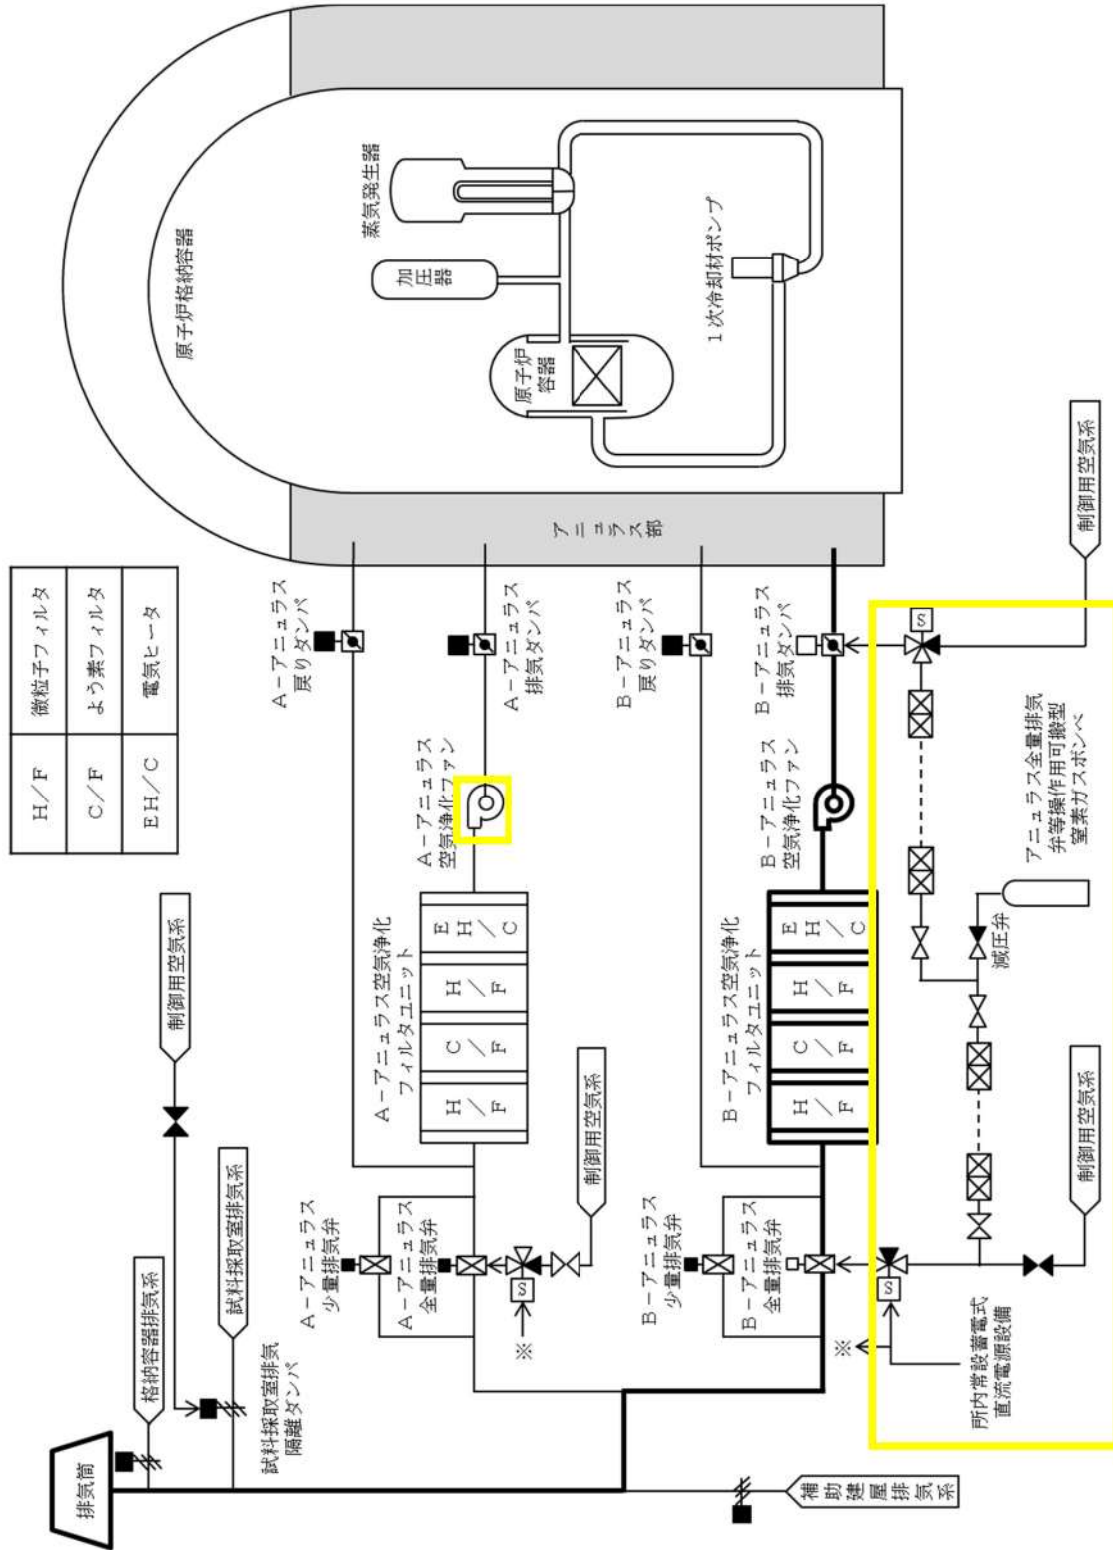 H/F 微粒子フィルタ
C/F よう素フィルタ
EH/C 電気ヒータ
原子炉格納容器
蒸気発生器
加圧器
原子炉
容器
1次冷却材ポンプ
アニュラス部
排気筒
格納容器排気系
試料採取室排気系
制御用空気系
試料採取室排気
隔離ダンパ
A-アニュラス
戻りダンパ
A-アニュラス
排気ダンパ
A-アニュラス
空気浄化ファン
A-アニュラス空気浄化
フィルタユニット
H/F
C/F
H/F
EH/C
A-アニュラス
少量排気弁
A-アニュラス
全量排気弁
S
※
制御用空気系
B-アニュラス
戻りダンパ
B-アニュラス
排気ダンパ
B-アニュラス
空気浄化ファン
B-アニュラス空気浄化
フィルタユニット
H/F
C/F
H/F
EH/C
B-アニュラス
少量排気弁
B-アニュラス
全量排気弁
S
※
所内常設蓄電式
直流電源設備
制御用空気系
減圧弁
アニュラス全量排気
弁等操作用可搬型
窒素ガスボンベ
S
制御用空気系
補助建屋排気系